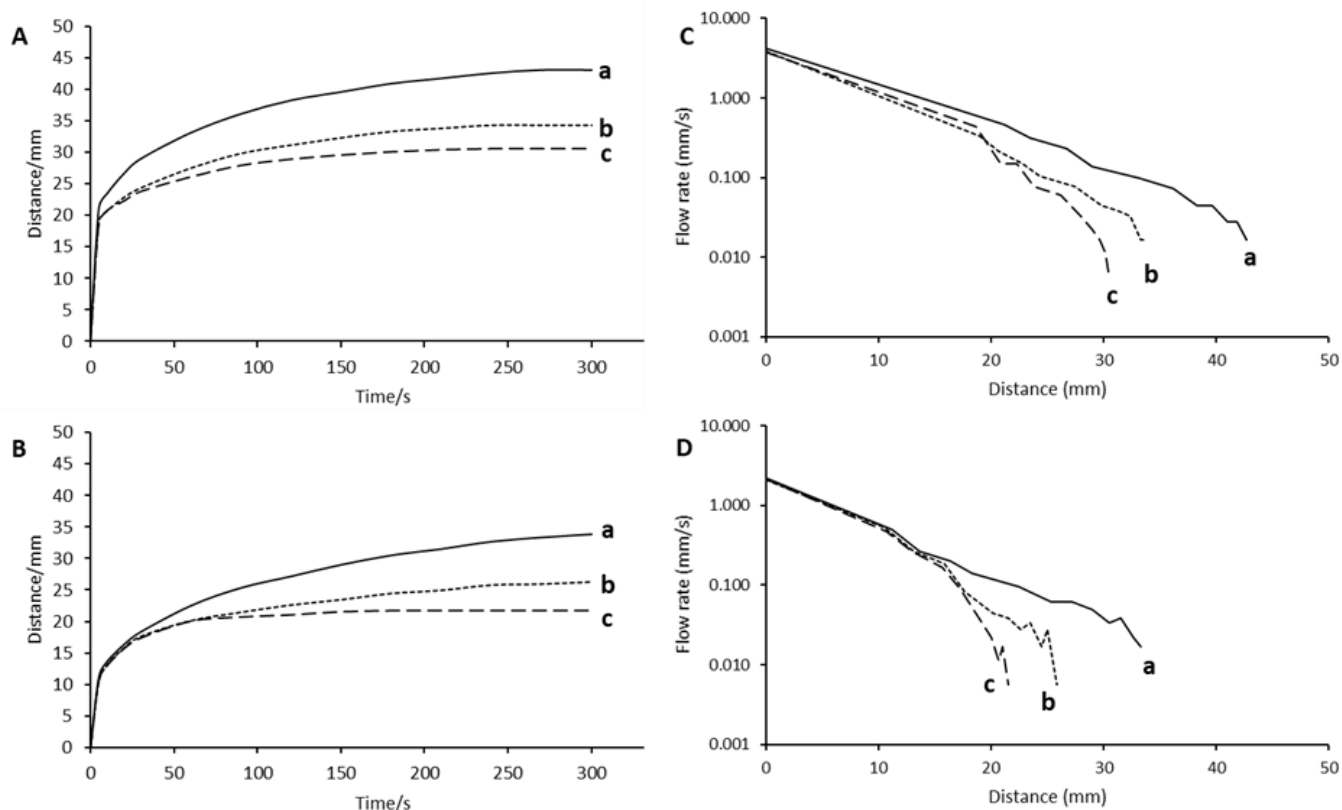 A
Distance/mm
50
45
40
35
30
25
20
15
10
5
0
0 50 100 150 200 250 300
Time/s
a
b
c
C
Flow rate (mm/s)
10.000
1.000
0.100
0.010
0.001
0 10 20 30 40 50
Distance (mm)
a
b
c
B
Distance/mm
50
45
40
35
30
25
20
15
10
5
0
0 50 100 150 200 250 300
Time/s
a
b
c
D
Flow rate (mm/s)
10.000
1.000
0.100
0.010
0.001
0 10 20 30 40 50
Distance (mm)
a
b
c